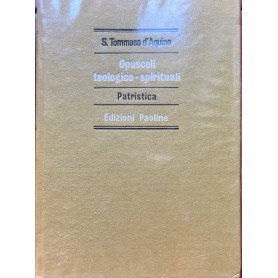 S. Tommaso d'Aquino
Opuscoli
teologico-spirituali
Patristica
Edizioni Paoline